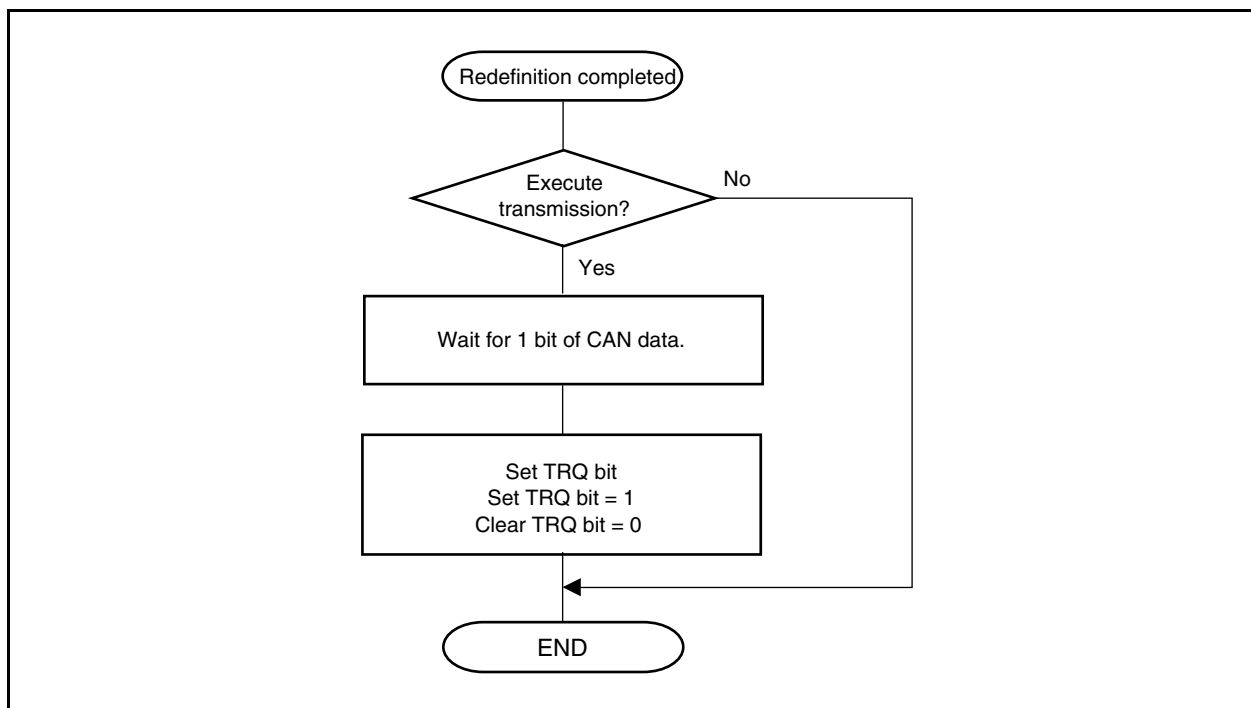 Redefinition completed
Execute
transmission?
No
Yes
Wait for 1 bit of CAN data.
Set TRQ bit
Set TRQ bit = 1
Clear TRQ bit = 0
END